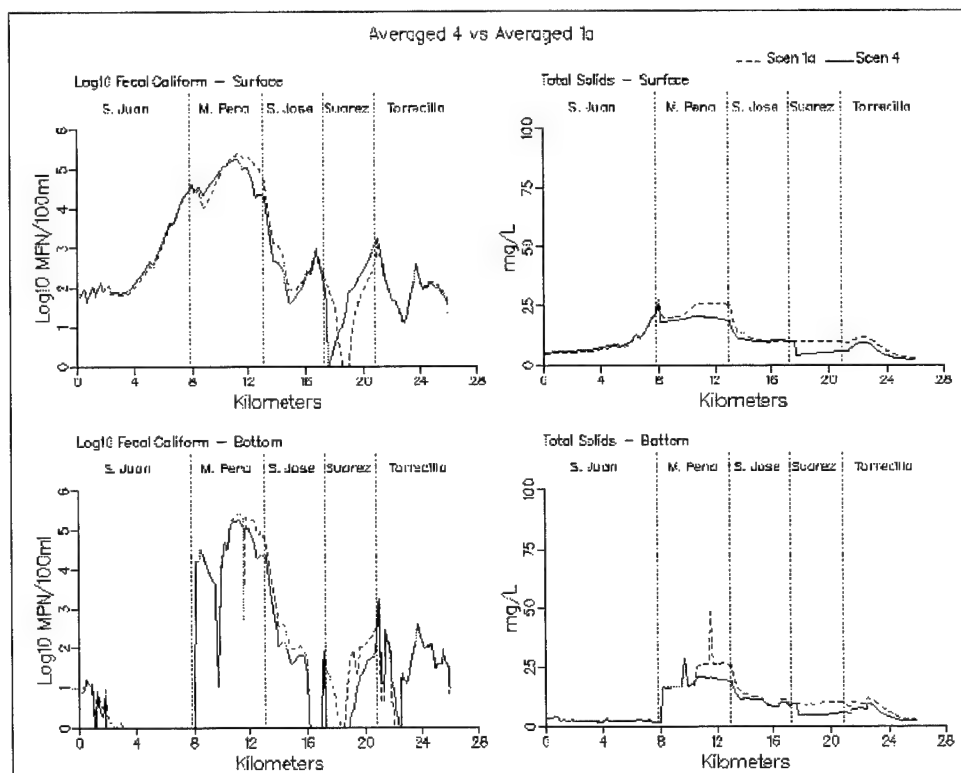 Averaged 4 vs Averaged 1a
Scen 1a
Scen 4
Log10 Fecal Caliform – Surface
S. Juan
M. Pena
S. Jose
Suarez
Torrecilla
Log10 MPN/100ml
0
1
2
3
4
5
6
0
4
8
12
16
20
24
28
Kilometers
Total Solids – Surface
S. Juan
M. Pena
S. Jose
Suarez
Torrecilla
mg/L
0
25
50
75
100
0
4
8
12
16
20
24
28
Kilometers
Log10 Fecal Caliform – Bottom
S. Juan
M. Pena
S. Jose
Suarez
Torrecilla
Log10 MPN/100ml
0
1
2
3
4
5
6
0
4
8
12
16
20
24
28
Kilometers
Total Solids – Bottom
S. Juan
M. Pena
S. Jose
Suarez
Torrecilla
mg/L
0
25
50
75
100
0
4
8
12
16
20
24
28
Kilometers